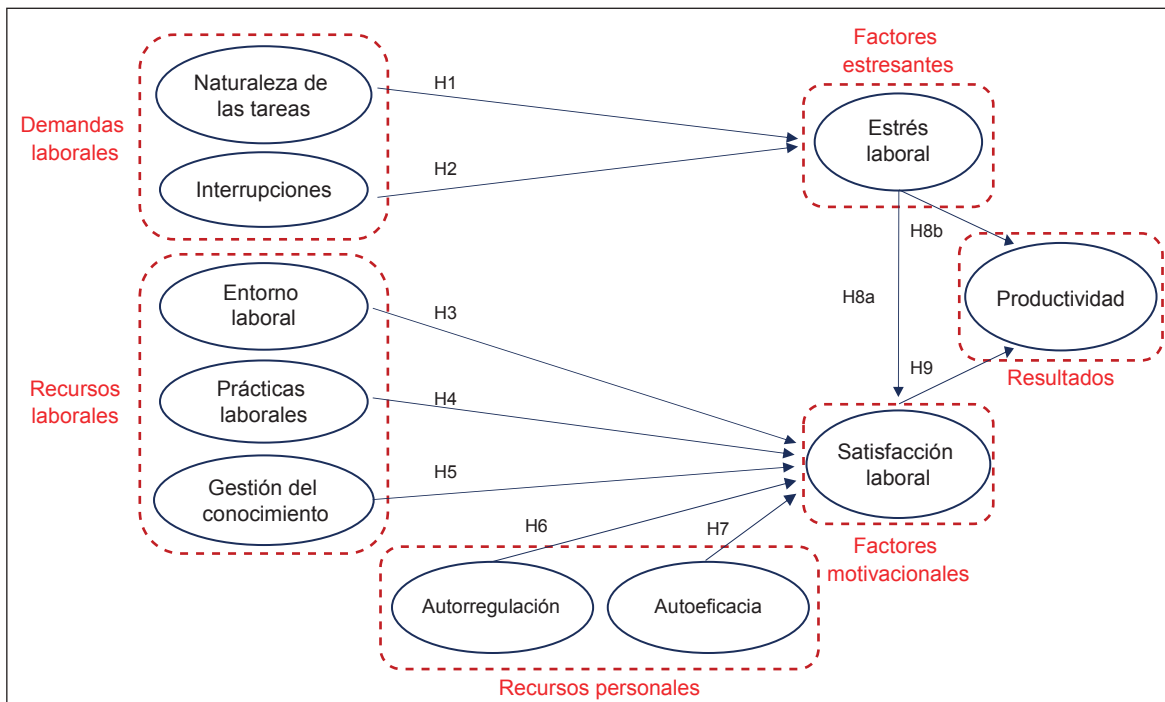 Demandas
laborales
Naturaleza de
las tareas
Interrupciones
H1
H2
Factores
estresantes
Estrés
laboral
H8b
H8a
Productividad
Resultados
H9
Recursos
laborales
Entorno
laboral
Prácticas
laborales
Gestión del
conocimiento
H3
H4
H5
H6
H7
Satisfacción
laboral
Factores
motivacionales
Autorregulación
Autoeficacia
Recursos personales